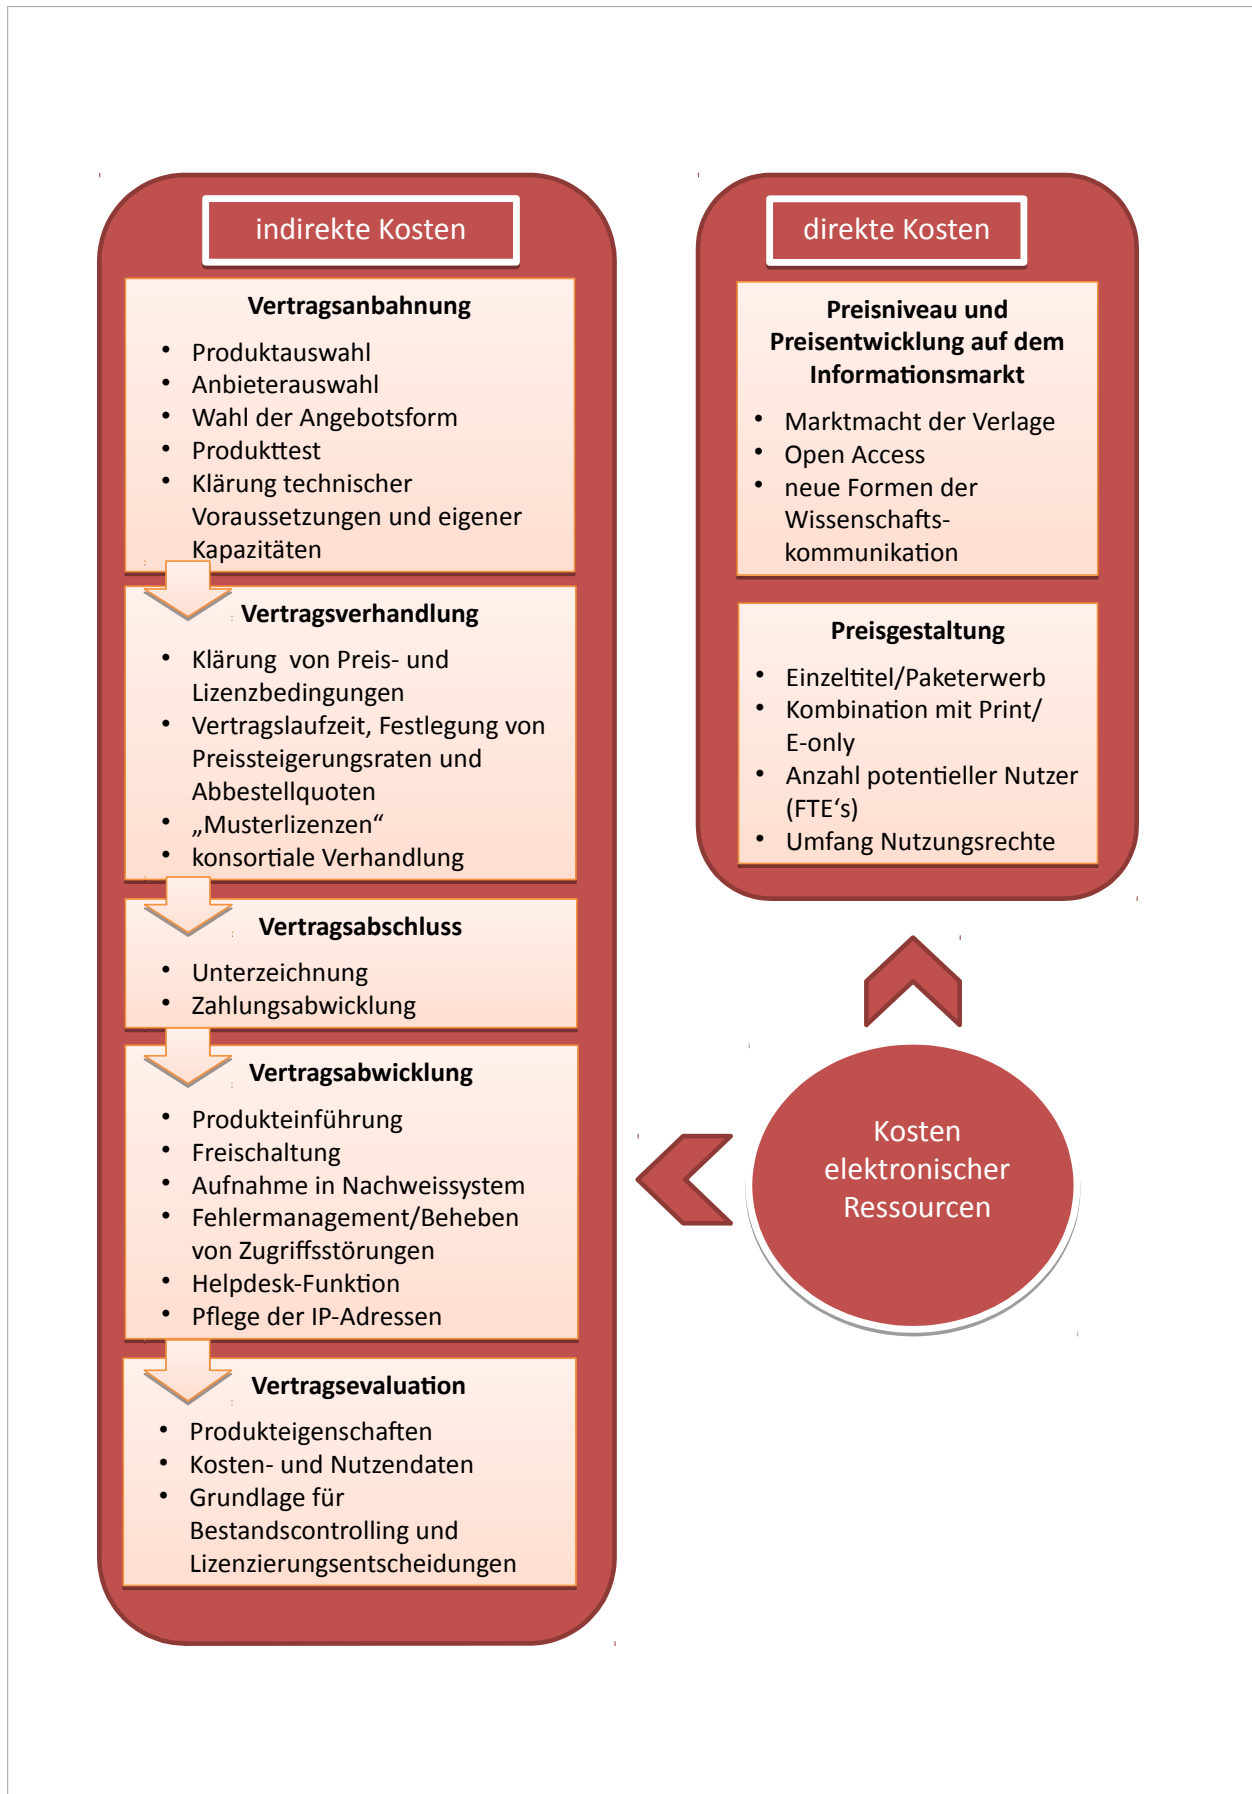 indirekte Kosten
Vertragsanbahnung
• Produktauswahl
• Anbieterauswahl
• Wahl der Angebotsform
• Produkttest
• Klärung technischer
Voraussetzungen und eigener
Kapazitäten
Vertragsverhandlung
• Klärung von Preis- und
Lizenzbedingungen
• Vertragslaufzeit, Festlegung von
Preissteigerungsraten und
Abbestellquoten
• „Musterlizenzen“
• konsortiale Verhandlung
Vertragsabschluss
• Unterzeichnung
• Zahlungsabwicklung
Vertragsabwicklung
• Produkteinführung
• Freischaltung
• Aufnahme in Nachweissystem
• Fehlermanagement/Beheben
von Zugriffsstörungen
• Helpdesk-Funktion
• Pflege der IP-Adressen
Vertragsevaluation
• Produkteigenschaften
• Kosten- und Nutzendaten
• Grundlage für
Bestandscontrolling und
Lizenzierungsentscheidungen
direkte Kosten
Preisniveau und
Preisentwicklung auf dem
Informationsmarkt
• Marktmacht der Verlage
• Open Access
• neue Formen der
Wissenschafts-
kommunikation
Preisgestaltung
• Einzeltitel/Paketerwerb
• Kombination mit Print/
E-only
• Anzahl potentieller Nutzer
(FTE‘s)
• Umfang Nutzungsrechte
Kosten
elektronischer
Ressourcen